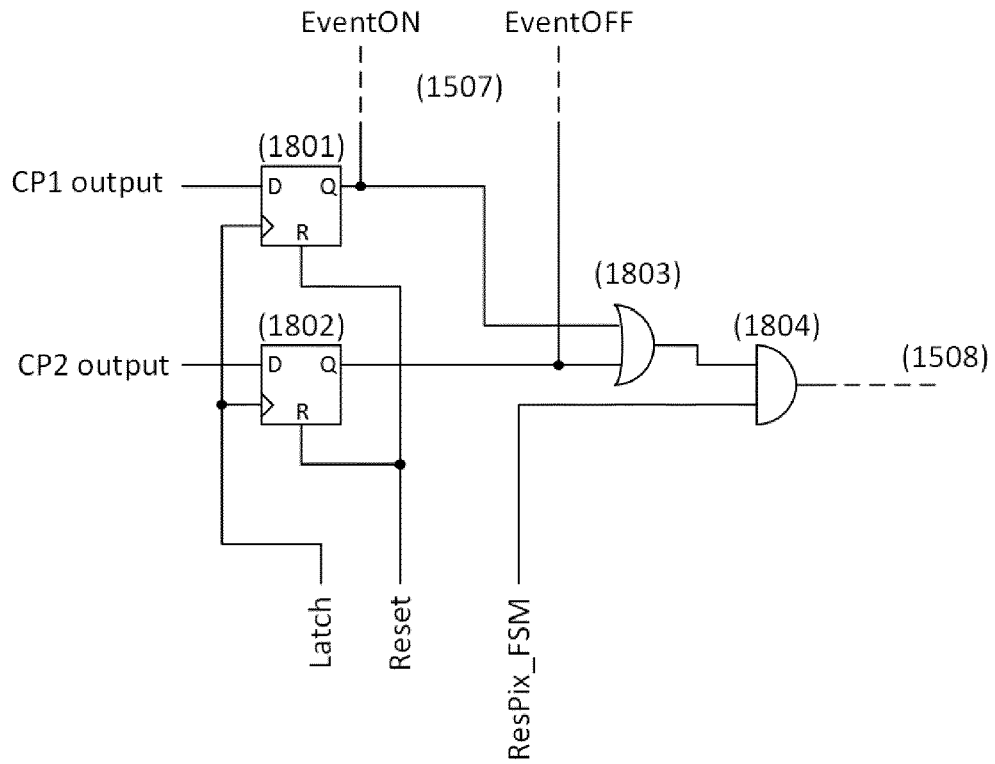 EventON
EventOFF
(1507)
(1801)
CP1 output
D
Q
R
(1803)
(1802)
(1804)
CP2 output
D
Q
R
(1508)
Latch
Reset
ResPix_FSM